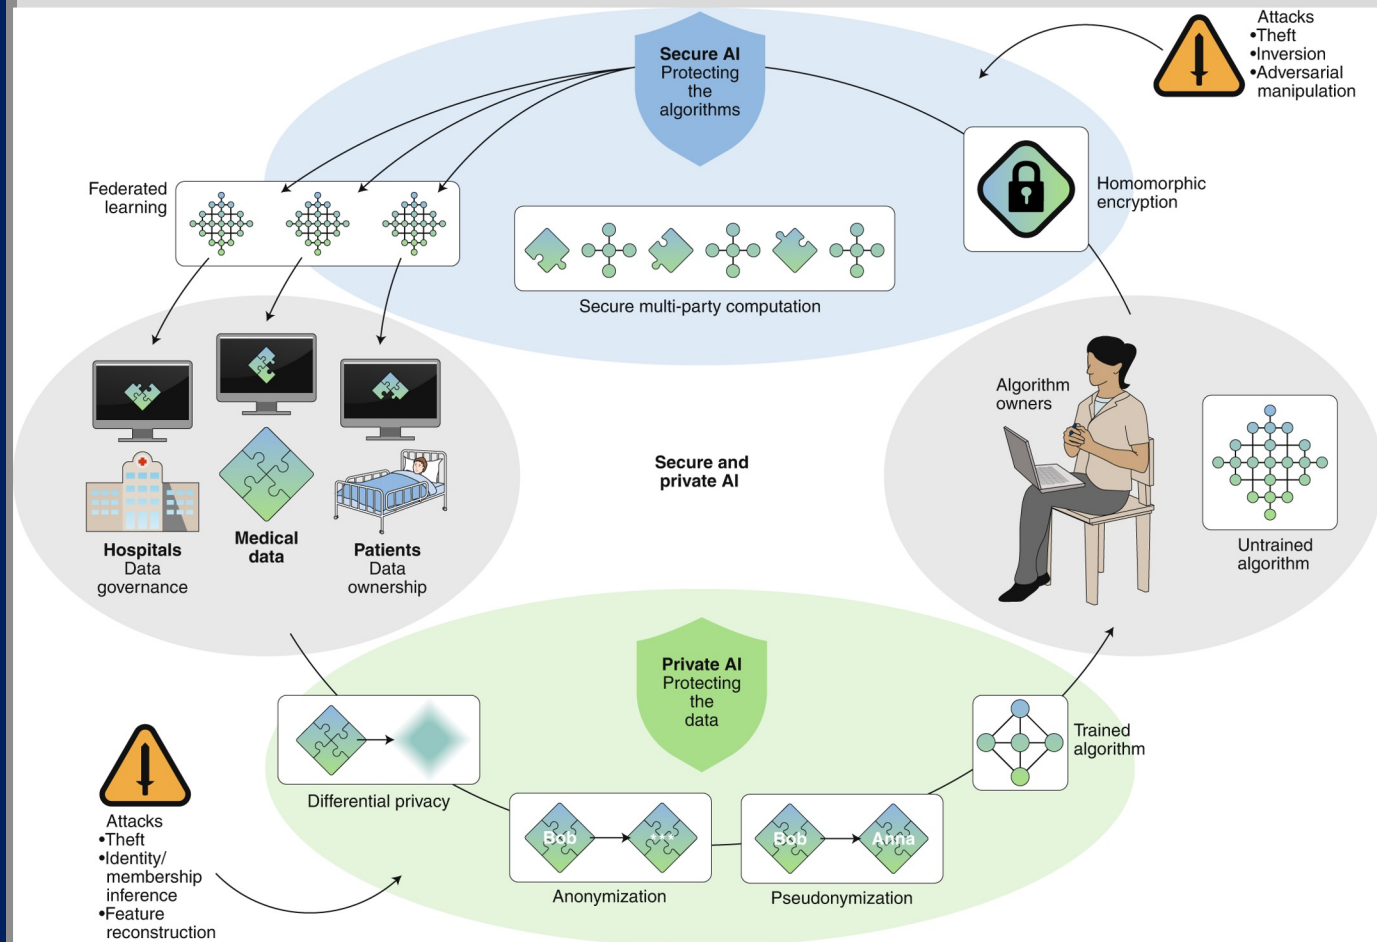 Secure AI
Protecting
the
algorithms
Attacks
•Theft
•Inversion
•Adversarial
manipulation
Federated
learning
Homomorphic
encryption
Secure multi-party computation
Algorithm
owners
Untrained
algorithm
Secure and
private AI
Hospitals
Data
governance
Medical
data
Patients
Data
ownership
Private AI
Protecting
the
data
Trained
algorithm
Differential privacy
Bob
***
Anonymization
Bob
Anna
Pseudonymization
Attacks
•Theft
•Identity/
membership
inference
•Feature
reconstruction